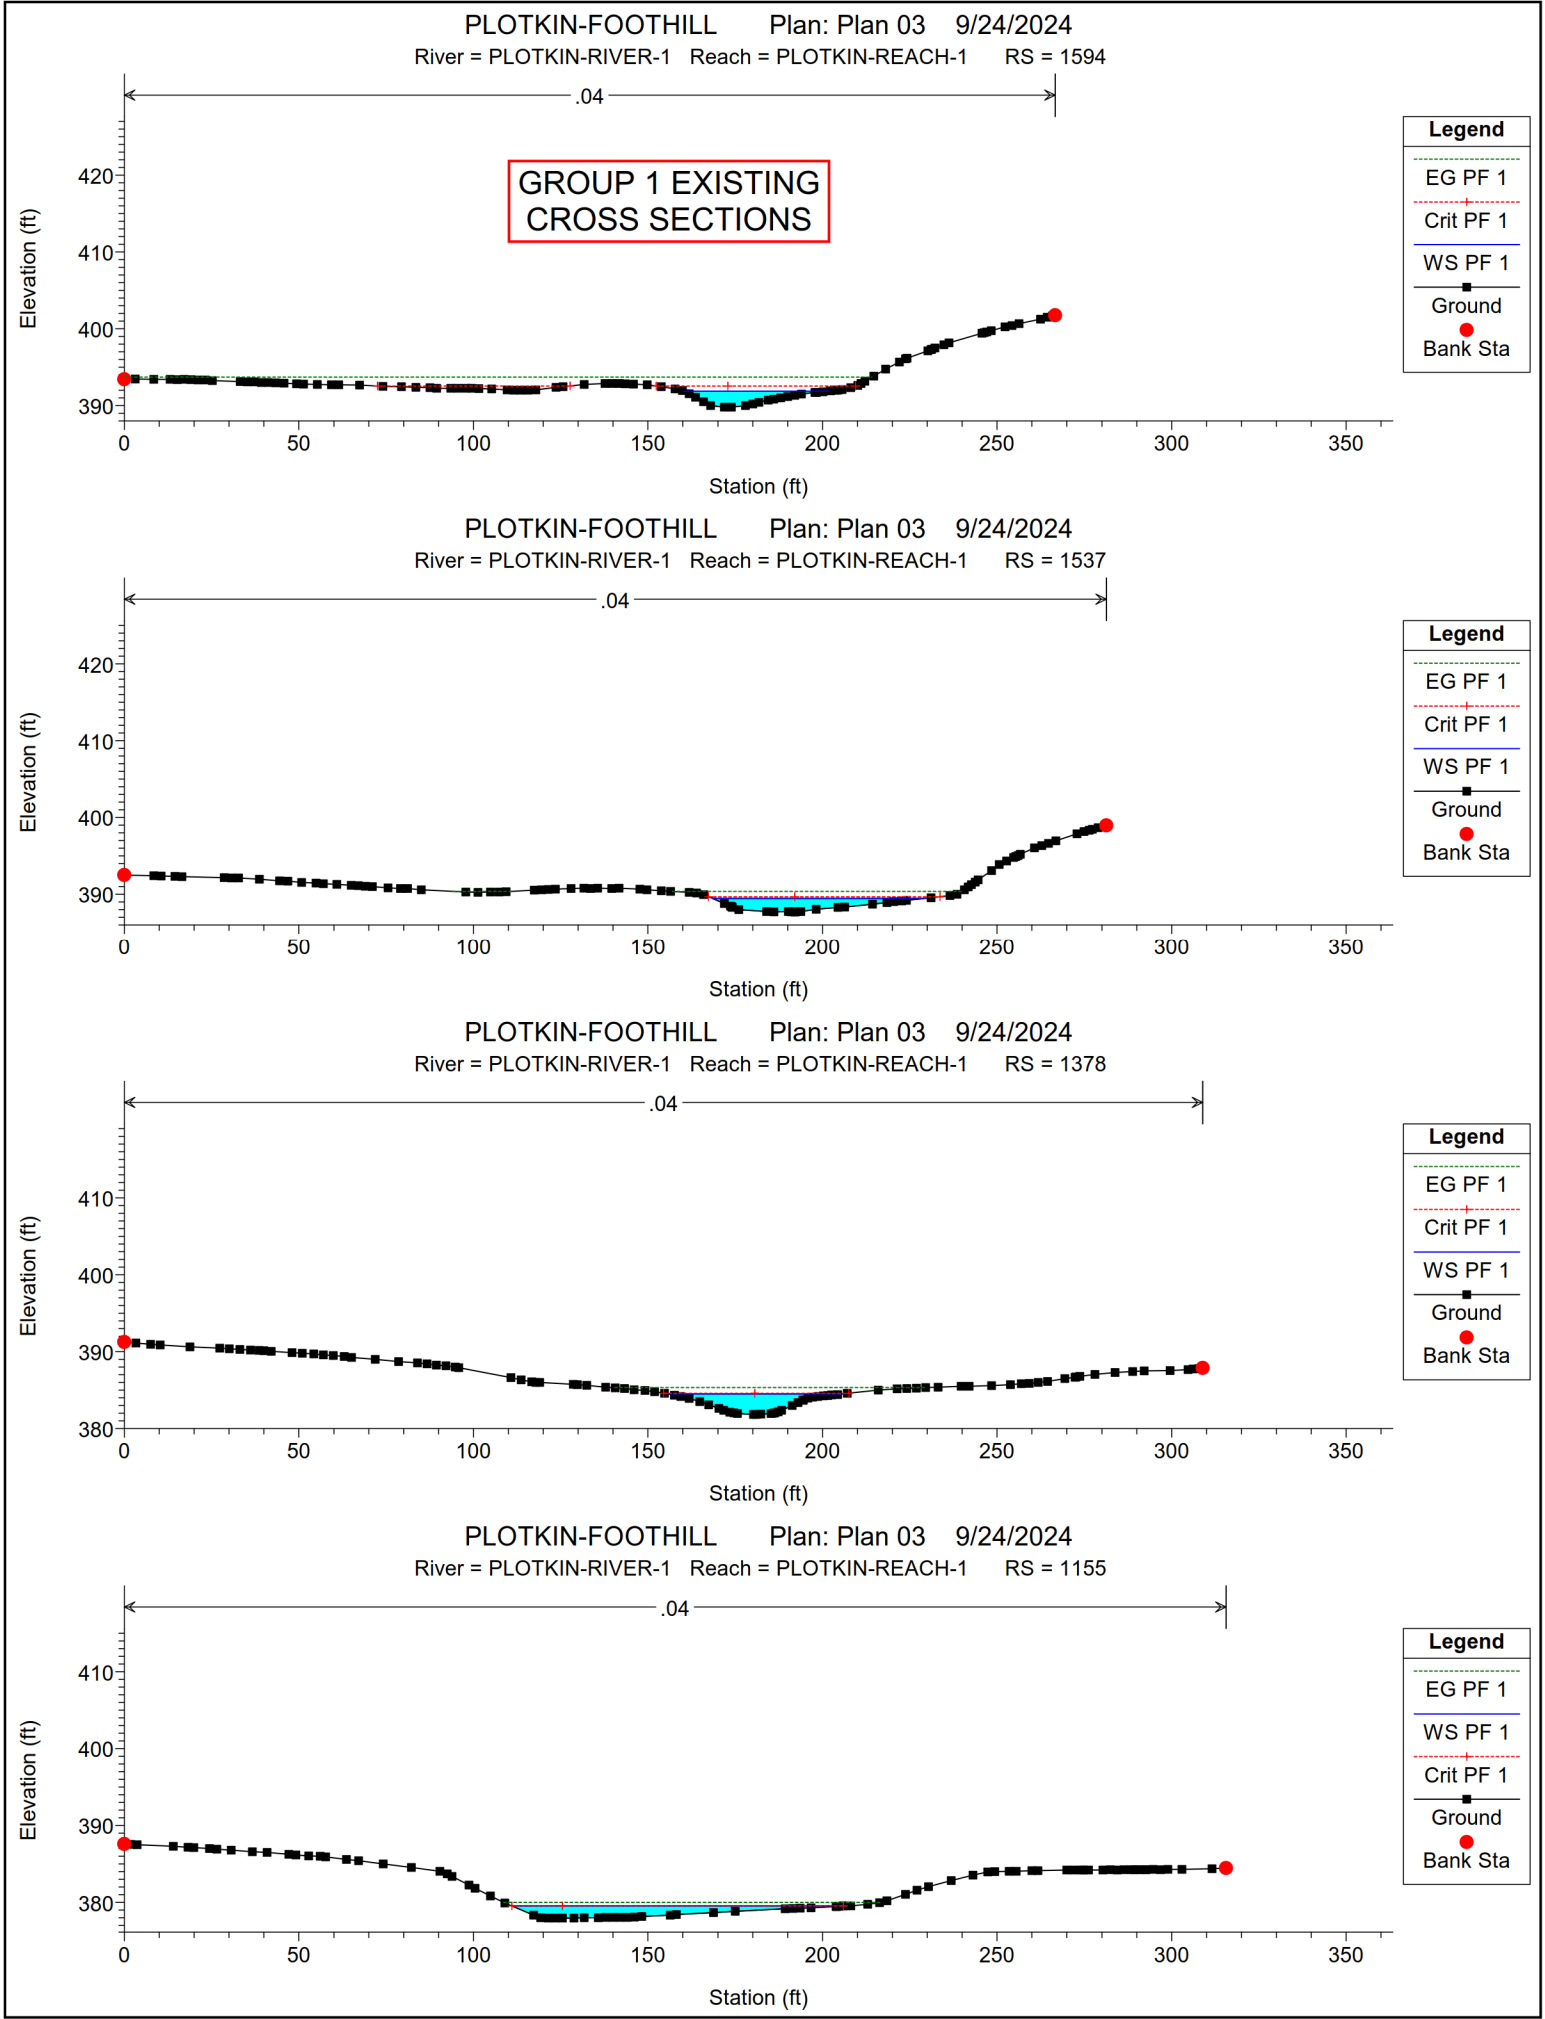 PLOTKIN-FOOTHILL Plan: Plan 03 9/24/2024
River = PLOTKIN-RIVER-1 Reach = PLOTKIN-REACH-1 RS = 1594
.04
GROUP 1 EXISTING
CROSS SECTIONS
Elevation (ft)
420
410
400
390
0 50 100 150 200 250 300 350
Station (ft)
Legend
EG PF 1
Crit PF 1
WS PF 1
Ground
Bank Sta
PLOTKIN-FOOTHILL Plan: Plan 03 9/24/2024
River = PLOTKIN-RIVER-1 Reach = PLOTKIN-REACH-1 RS = 1537
.04
Elevation (ft)
420
410
400
390
0 50 100 150 200 250 300 350
Station (ft)
Legend
EG PF 1
Crit PF 1
WS PF 1
Ground
Bank Sta
PLOTKIN-FOOTHILL Plan: Plan 03 9/24/2024
River = PLOTKIN-RIVER-1 Reach = PLOTKIN-REACH-1 RS = 1378
.04
Elevation (ft)
410
400
390
380
0 50 100 150 200 250 300 350
Station (ft)
Legend
EG PF 1
Crit PF 1
WS PF 1
Ground
Bank Sta
PLOTKIN-FOOTHILL Plan: Plan 03 9/24/2024
River = PLOTKIN-RIVER-1 Reach = PLOTKIN-REACH-1 RS = 1155
.04
Elevation (ft)
410
400
390
380
0 50 100 150 200 250 300 350
Station (ft)
Legend
EG PF 1
WS PF 1
Crit PF 1
Ground
Bank Sta